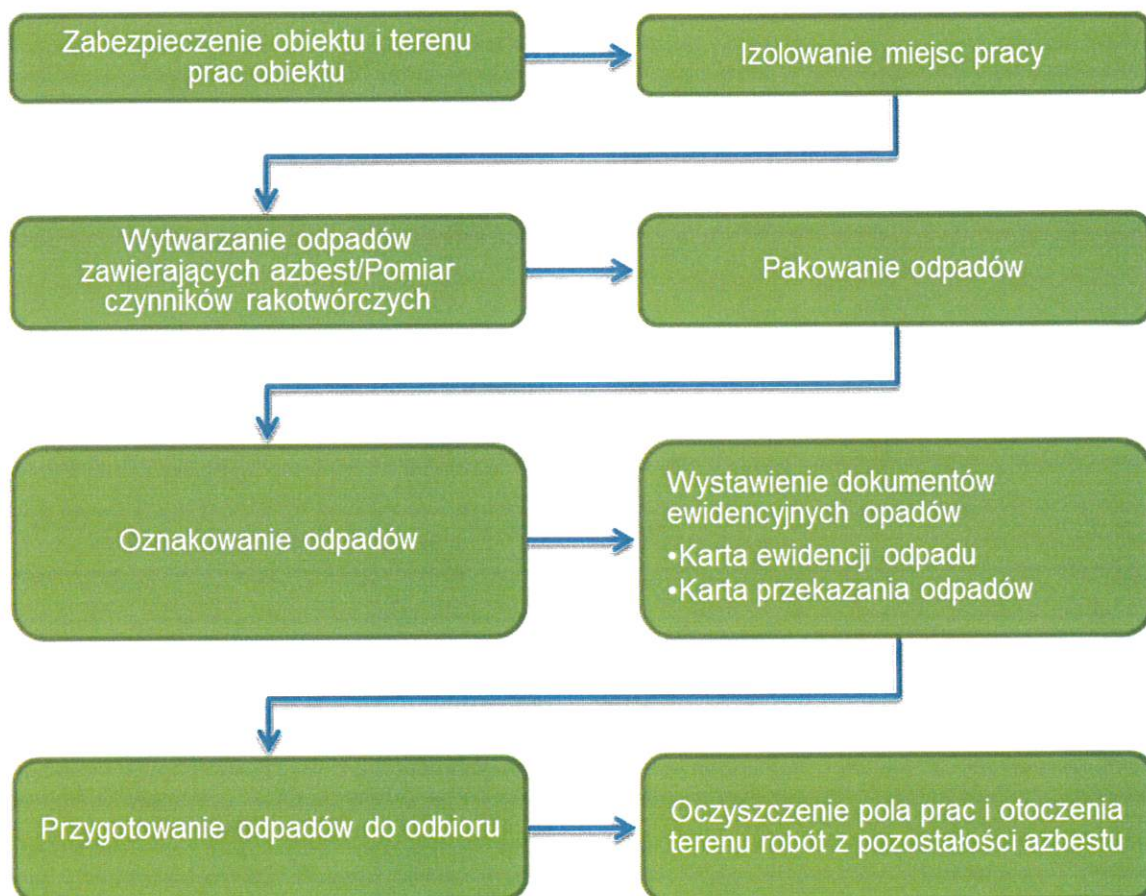 Zabezpieczenie obiektu i terenu
prac obiektu
Izolowanie miejsc pracy
Wytwarzanie odpadów
zawierających azbest/Pomiar
czynników rakotwórczych
Pakowanie odpadów
Oznakowanie odpadów
Wystawienie dokumentów
ewidencyjnych opadów
•Karta ewidencji odpadu
•Karta przekazania odpadów
Przygotowanie odpadów do odbioru
Oczyszczenie pola prac i otoczenia
terenu robót z pozostałości azbestu